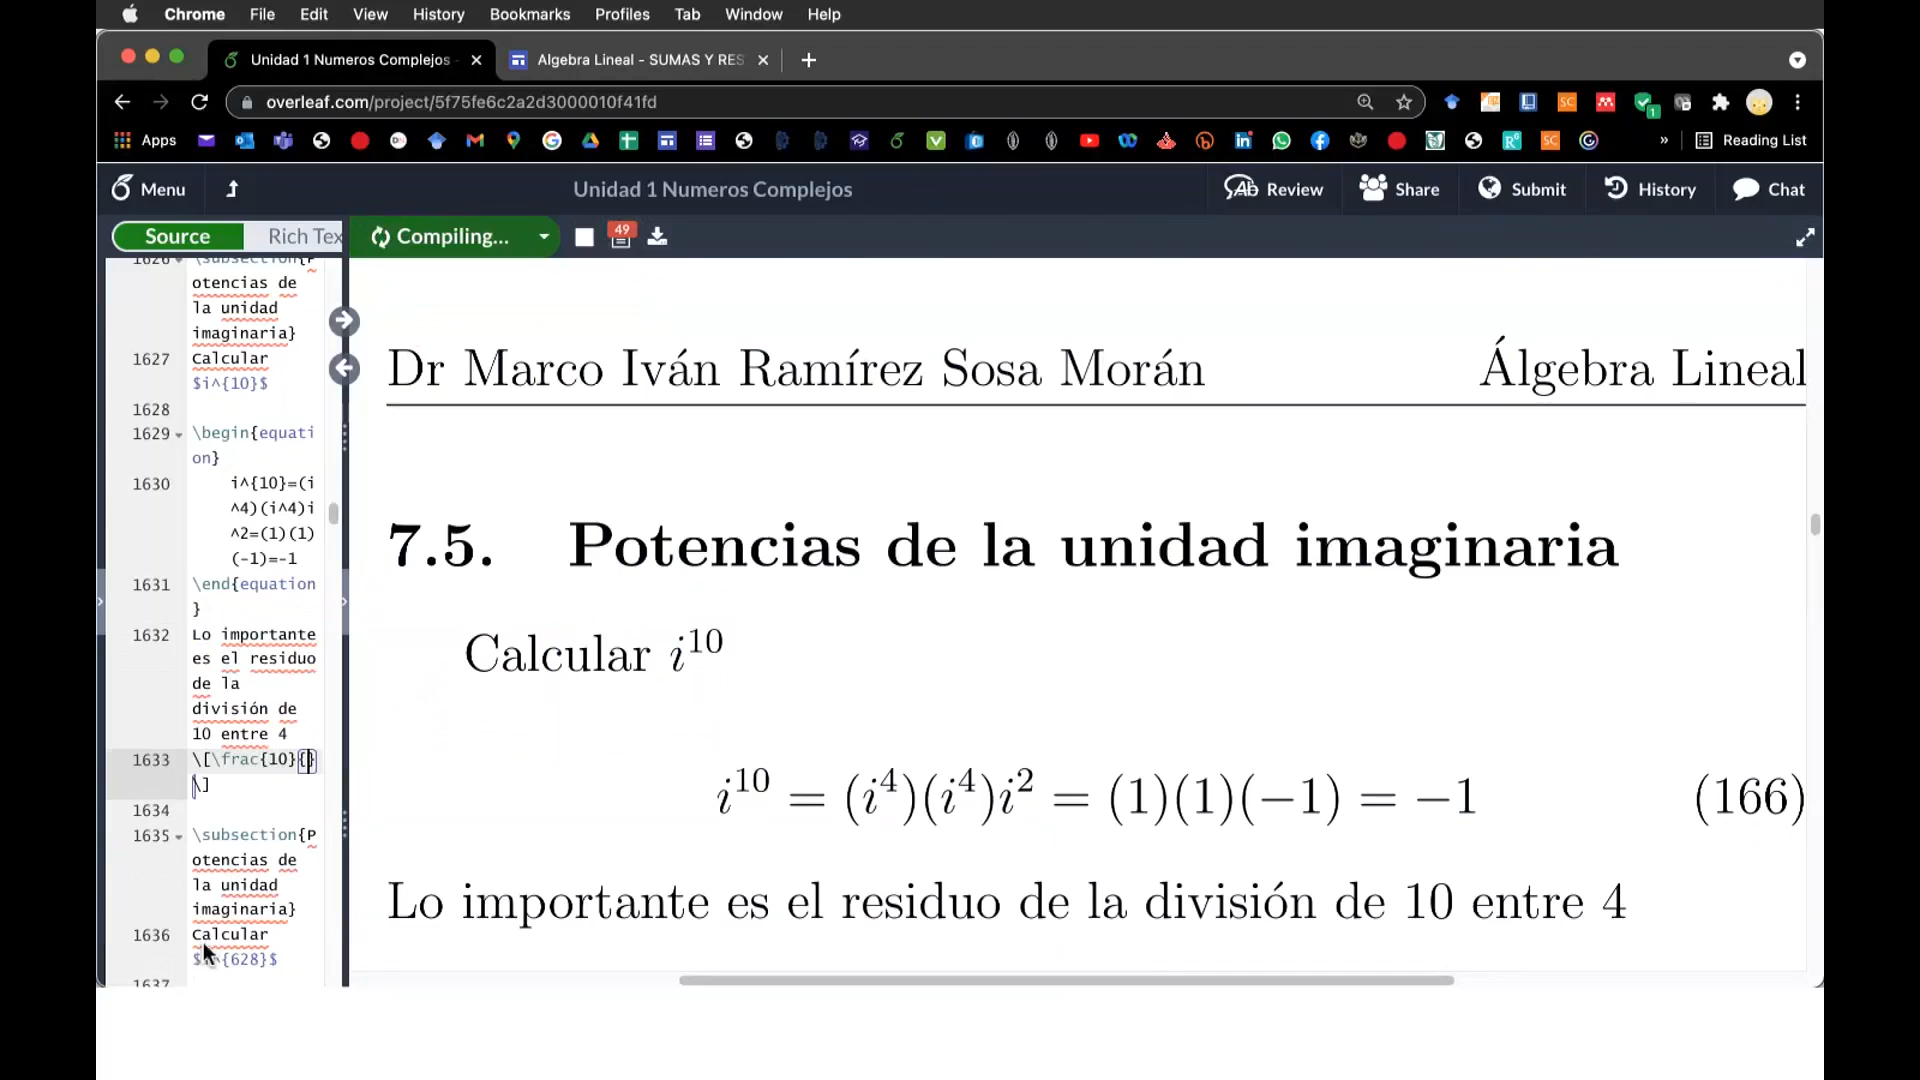 Chrome File Edit View History Bookmarks Profiles Tab Window Help
Unidad 1 Numeros Complejos - Algebra Lineal - SUMAS Y RES
overleaf.com/project/5f75fe6c2a2d3000010f41fd
Apps » Reading List
Menu Unidad 1 Numeros Complejos Review Share Submit History Chat
Source Rich Tex Compiling... 49
1626 \subsection{P
otencias de
la unidad
imaginaria}
1627 Calcular
$i^{10}$
1628
1629 \begin{equati
on}
1630 i^{10}=(i
^4)(i^4)i
^2=(1)(1)
(-1)=-1
1631 \end{equation
}
1632 Lo importante
es el residuo
de la
división de
10 entre 4
1633 \[\frac{10}{}
\]
1634
1635 \subsection{P
otencias de
la unidad
imaginaria}
1636 Calcular
^{628}$
1637
Dr Marco Iván Ramírez Sosa Morán Álgebra Lineal
7.5. Potencias de la unidad imaginaria
Calcular i^{10}
i^{10} = (i^4)(i^4)i^2 = (1)(1)(−1) = −1 (166)
Lo importante es el residuo de la división de 10 entre 4